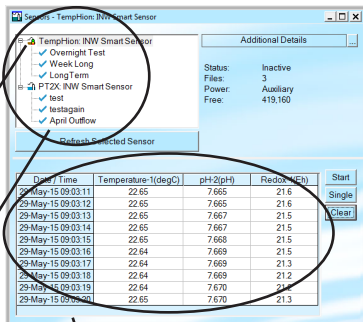 Sensors - TempHion: INW Smart Sensor
TempHion: INW Smart Sensor
Overnight Test
Week Long
LongTerm
PT2X: INW Smart Sensor
test
testagain
April Outflow
Refresh Selected Sensor
Additional Details ...
Status: Inactive
Files: 3
Power: Auxiliary
Free: 419,160
Date / Time Temperature-1(degC) pH-2(pH) Redox-4(Eh)
29-May-15 09:03:11 22.65 7.665 21.6
29-May-15 09:03:12 22.65 7.665 21.6
29-May-15 09:03:13 22.65 7.667 21.5
29-May-15 09:03:14 22.65 7.667 21.5
29-May-15 09:03:15 22.65 7.668 21.5
29-May-15 09:03:16 22.64 7.669 21.5
29-May-15 09:03:17 22.64 7.669 21.3
29-May-15 09:03:18 22.64 7.669 21.2
29-May-15 09:03:19 22.64 7.670 21.2
29-May-15 09:03:20 22.65 7.670 21.3
Start
Single
Clear